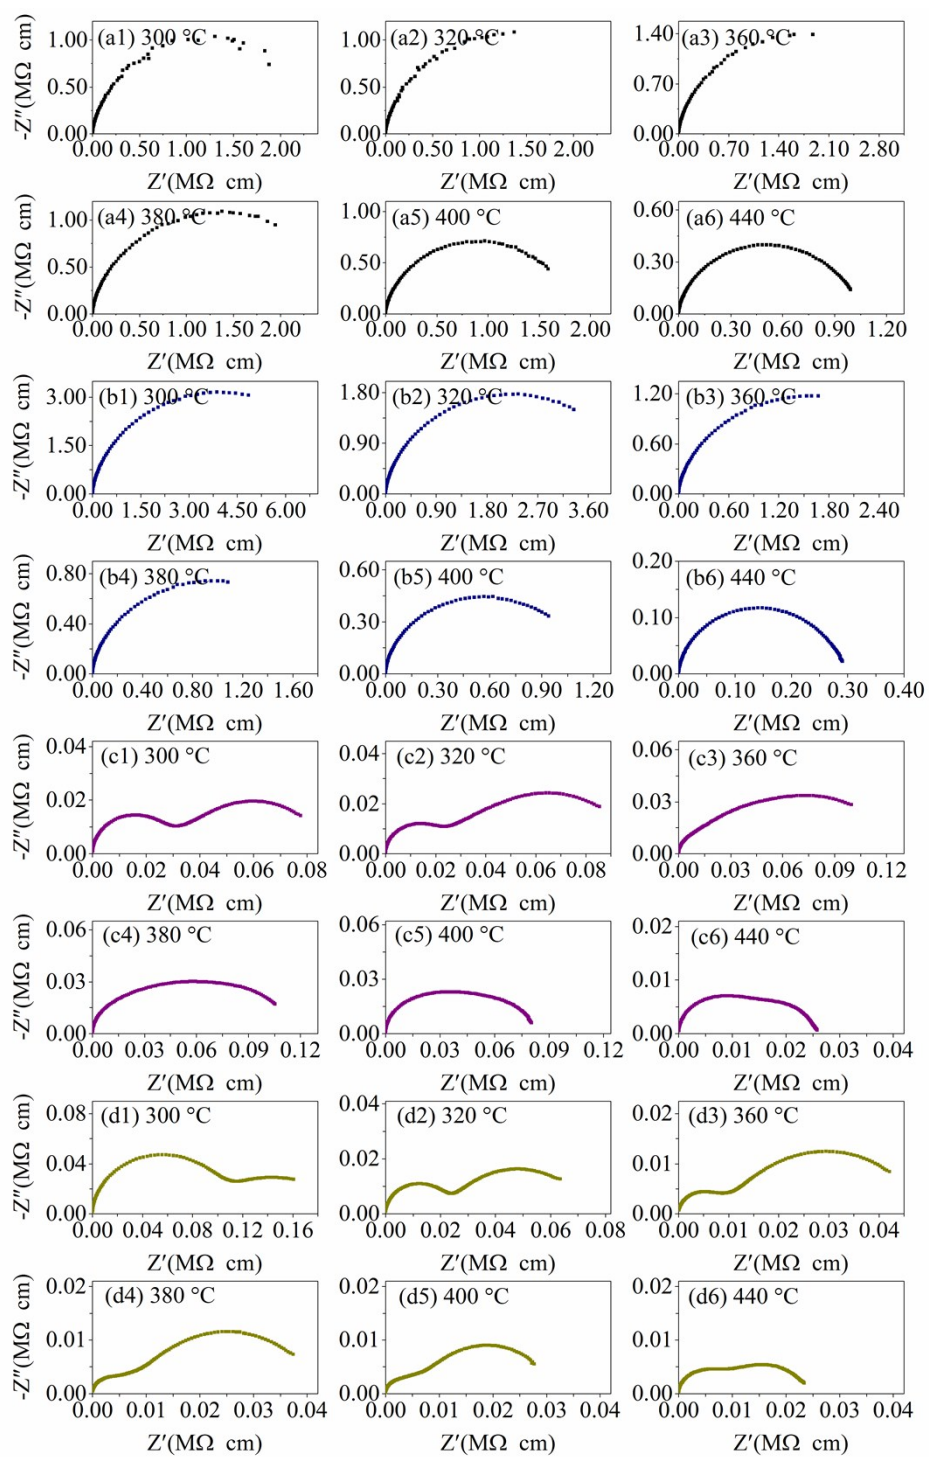 (a1) 300 °C (a2) 320 °C (a3) 360 °C
-Z″(MΩ cm)
1.00 0.50 0.00
0.00 0.50 1.00 1.50 2.00
Z′(MΩ cm)
1.00 0.50 0.00
0.00 0.50 1.00 1.50 2.00
Z′(MΩ cm)
1.40 0.70 0.00
0.00 0.70 1.40 2.10 2.80
Z′(MΩ cm)
(a4) 380 °C (a5) 400 °C (a6) 440 °C
-Z″(MΩ cm)
1.00 0.50 0.00
0.00 0.50 1.00 1.50 2.00
Z′(MΩ cm)
1.00 0.50 0.00
0.00 0.50 1.00 1.50 2.00
Z′(MΩ cm)
0.60 0.30 0.00
0.00 0.30 0.60 0.90 1.20
Z′(MΩ cm)
(b1) 300 °C (b2) 320 °C (b3) 360 °C
-Z″(MΩ cm)
3.00 1.50 0.00
0.00 1.50 3.00 4.50 6.00
Z′(MΩ cm)
1.80 0.90 0.00
0.00 0.90 1.80 2.70 3.60
Z′(MΩ cm)
1.20 0.60 0.00
0.00 0.60 1.20 1.80 2.40
Z′(MΩ cm)
(b4) 380 °C (b5) 400 °C (b6) 440 °C
-Z″(MΩ cm)
0.80 0.40 0.00
0.00 0.40 0.80 1.20 1.60
Z′(MΩ cm)
0.60 0.30 0.00
0.00 0.30 0.60 0.90 1.20
Z′(MΩ cm)
0.20 0.10 0.00
0.00 0.10 0.20 0.30 0.40
Z′(MΩ cm)
(c1) 300 °C (c2) 320 °C (c3) 360 °C
-Z″(MΩ cm)
0.04 0.02 0.00
0.00 0.02 0.04 0.06 0.08
Z′(MΩ cm)
0.04 0.02 0.00
0.00 0.02 0.04 0.06 0.08
Z′(MΩ cm)
0.06 0.03 0.00
0.00 0.03 0.06 0.09 0.12
Z′(MΩ cm)
(c4) 380 °C (c5) 400 °C (c6) 440 °C
-Z″(MΩ cm)
0.06 0.03 0.00
0.00 0.03 0.06 0.09 0.12
Z′(MΩ cm)
0.06 0.03 0.00
0.00 0.03 0.06 0.09 0.12
Z′(MΩ cm)
0.02 0.01 0.00
0.00 0.01 0.02 0.03 0.04
Z′(MΩ cm)
(d1) 300 °C (d2) 320 °C (d3) 360 °C
-Z″(MΩ cm)
0.08 0.04 0.00
0.00 0.04 0.08 0.12 0.16
Z′(MΩ cm)
0.04 0.02 0.00
0.00 0.02 0.04 0.06 0.08
Z′(MΩ cm)
0.02 0.01 0.00
0.00 0.01 0.02 0.03 0.04
Z′(MΩ cm)
(d4) 380 °C (d5) 400 °C (d6) 440 °C
-Z″(MΩ cm)
0.02 0.01 0.00
0.00 0.01 0.02 0.03 0.04
Z′(MΩ cm)
0.02 0.01 0.00
0.00 0.01 0.02 0.03 0.04
Z′(MΩ cm)
0.02 0.01 0.00
0.00 0.01 0.02 0.03 0.04
Z′(MΩ cm)